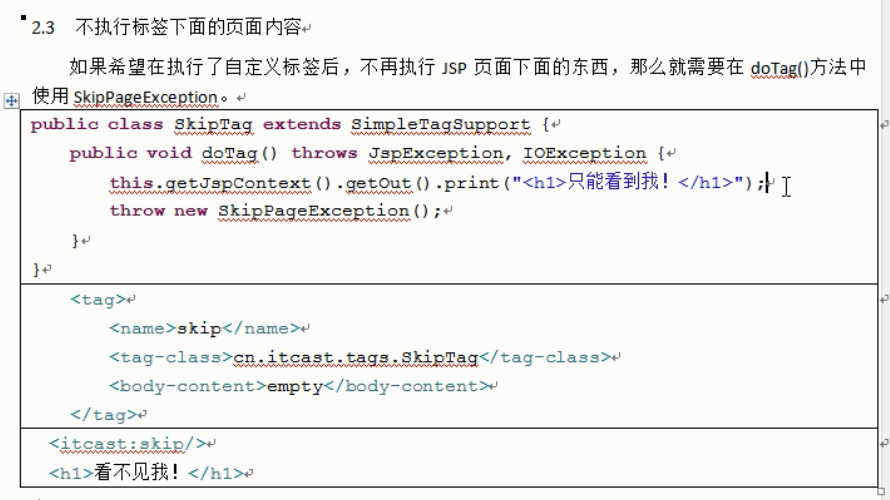 2.3 不执行标签下面的页面内容
如果希望在执行了自定义标签后，不再执行 JSP 页面下面的东西，那么就需要在 doTag()方法中
使用 SkipPageException。
public class SkipTag extends SimpleTagSupport {
public void doTag() throws JspException, IOException {
this.getJspContext().getOut().print("<h1>只能看到我！</h1>");
throw new SkipPageException();
}
}
<tag>
<name>skip</name>
<tag-class>cn.itcast.tags.SkipTag</tag-class>
<body-content>empty</body-content>
</tag>
<itcast:skip/>
<h1>看不见我！</h1>